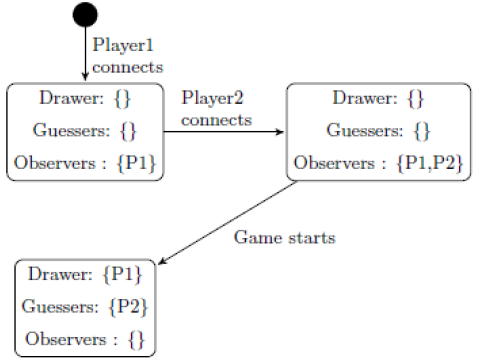 Player1
connects
Drawer: {}
Guessers: {}
Observers : {P1}
Player2
connects
Drawer: {}
Guessers: {}
Observers : {P1,P2}
Game starts
Drawer: {P1}
Guessers: {P2}
Observers : {}